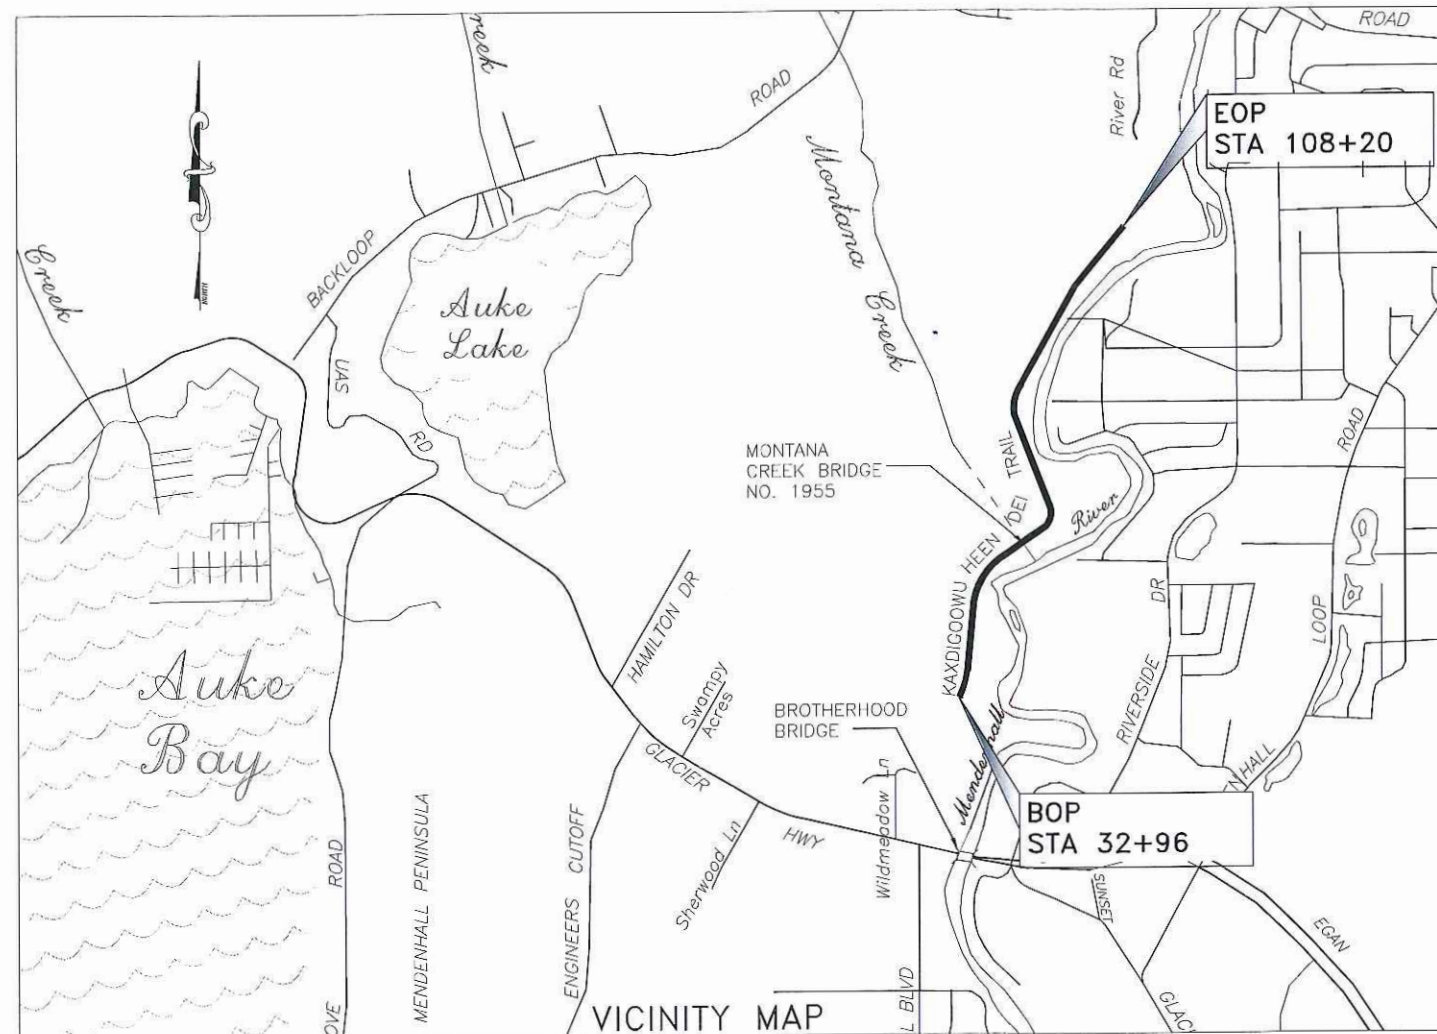 ROAD
reek
ROAD
River Rd
EOP
STA 108+20
Montana
Creek
Creek
BACKLOOP
Auke
Lake
UAS
RD
ROAD
MONTANA
CREEK BRIDGE
NO. 1955
KAXDIGOOWU HEEN DEI TRAIL
River
HAMILTON DR
DR
LOOP
Auke
Bay
Swampy
Acres
BROTHERHOOD
BRIDGE
RIVERSIDE
Mendenhall
GLACIER
NHALL
BOP
STA 32+96
HWY
Wildmeadow Ln
MENDENHALL PENINSULA
ENGINEERS CUTOFF
Sherwood Ln
ROAD
SUNSET
EGAN
OVE
VICINITY MAP
L BLVD
GLAC